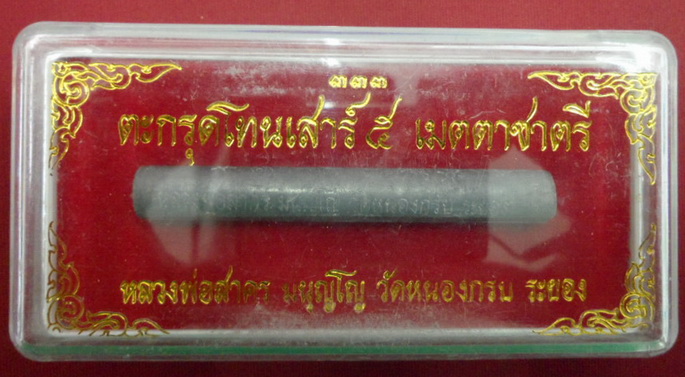 ๓๓๓
ตะกรุดโทนเสาร์ ๕ เมตตาชาตรี
หลวงพ่อสาคร มนุญฺโญ วัดหนองกรับ ระยอง